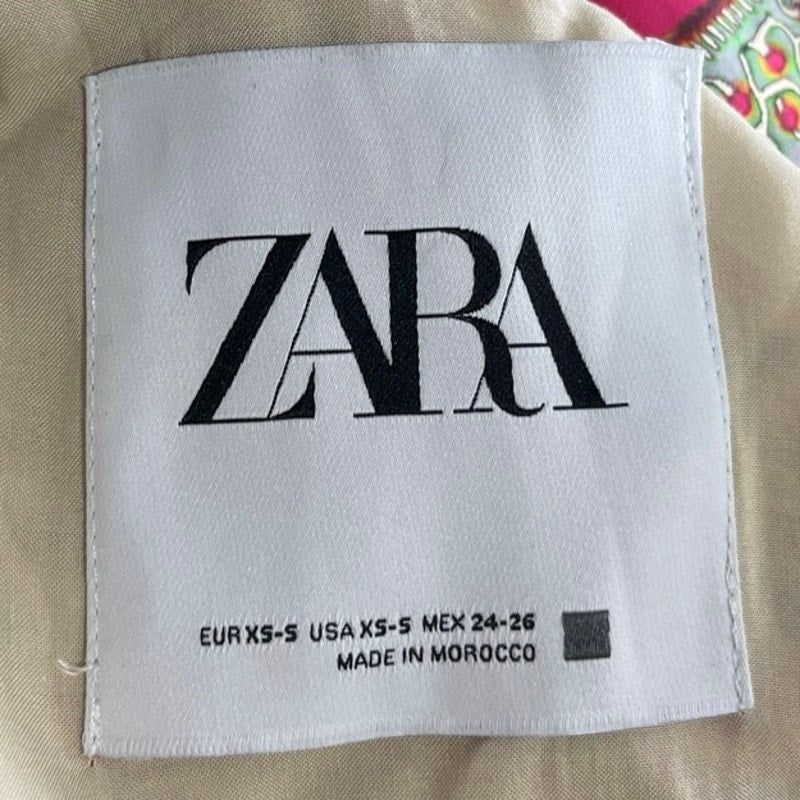 ZARA
EUR XS-S USA XS-S MEX 24-26
MADE IN MOROCCO